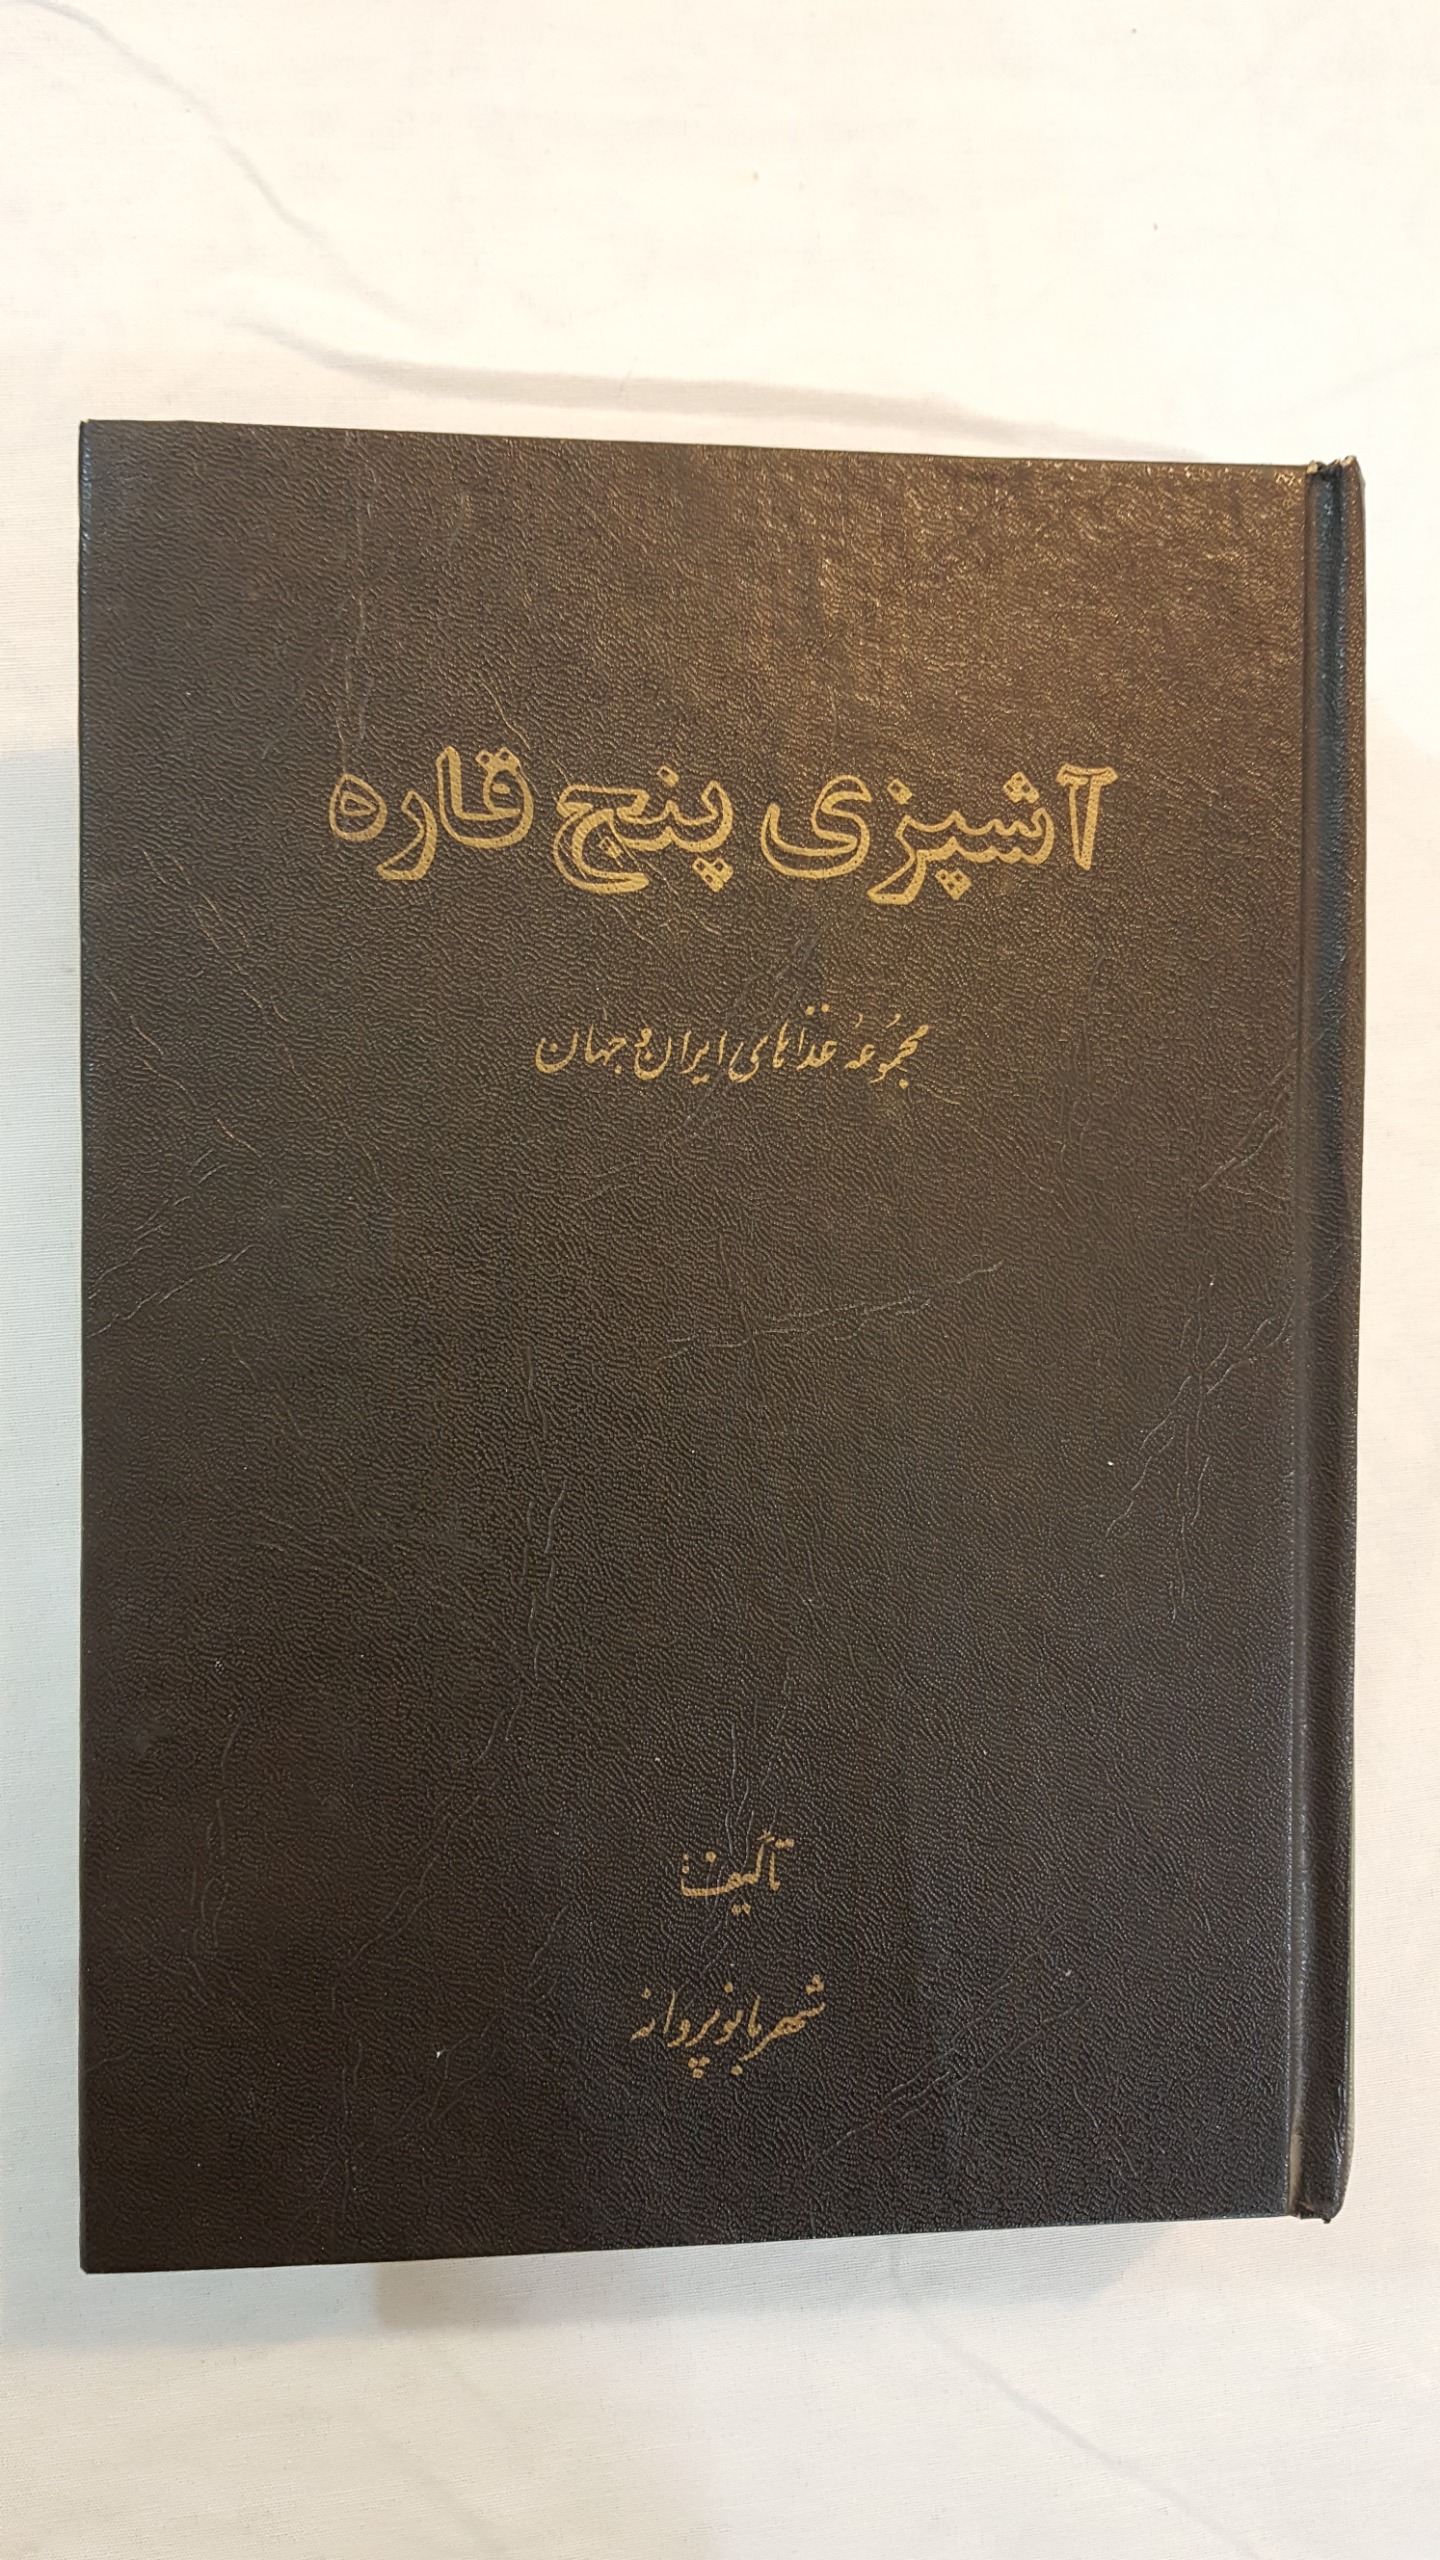 آشپزی پنج قاره
مجموعهٔ غذاهای ایران و جهان
تألیف:
شهربانو پروانه